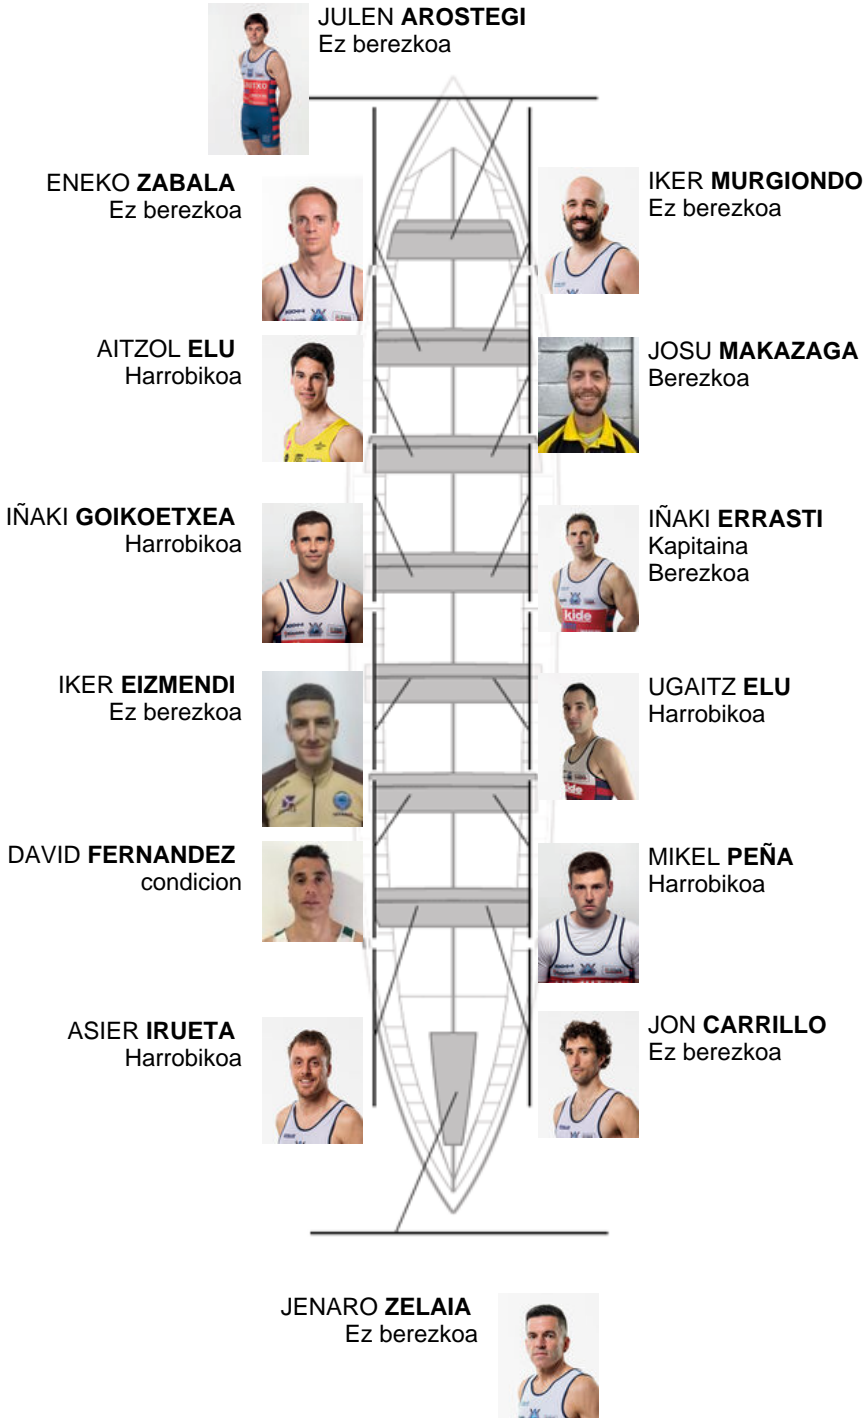 JULEN AROSTEGI
Ez berezkoa
ENEKO ZABALA
Ez berezkoa
IKER MURGIONDO
Ez berezkoa
AITZOL ELU
Harrobikoa
JOSU MAKAZAGA
Berezkoa
IÑAKI GOIKOETXEA
Harrobikoa
IÑAKI ERRASTI
Kapitaina
Berezkoa
kide
IKER EIZMENDI
Ez berezkoa
UGAITZ ELU
Harrobikoa
kide
DAVID FERNANDEZ
condicion
MIKEL PEÑA
Harrobikoa
ASIER IRUETA
Harrobikoa
JON CARRILLO
Ez berezkoa
JENARO ZELAIA
Ez berezkoa